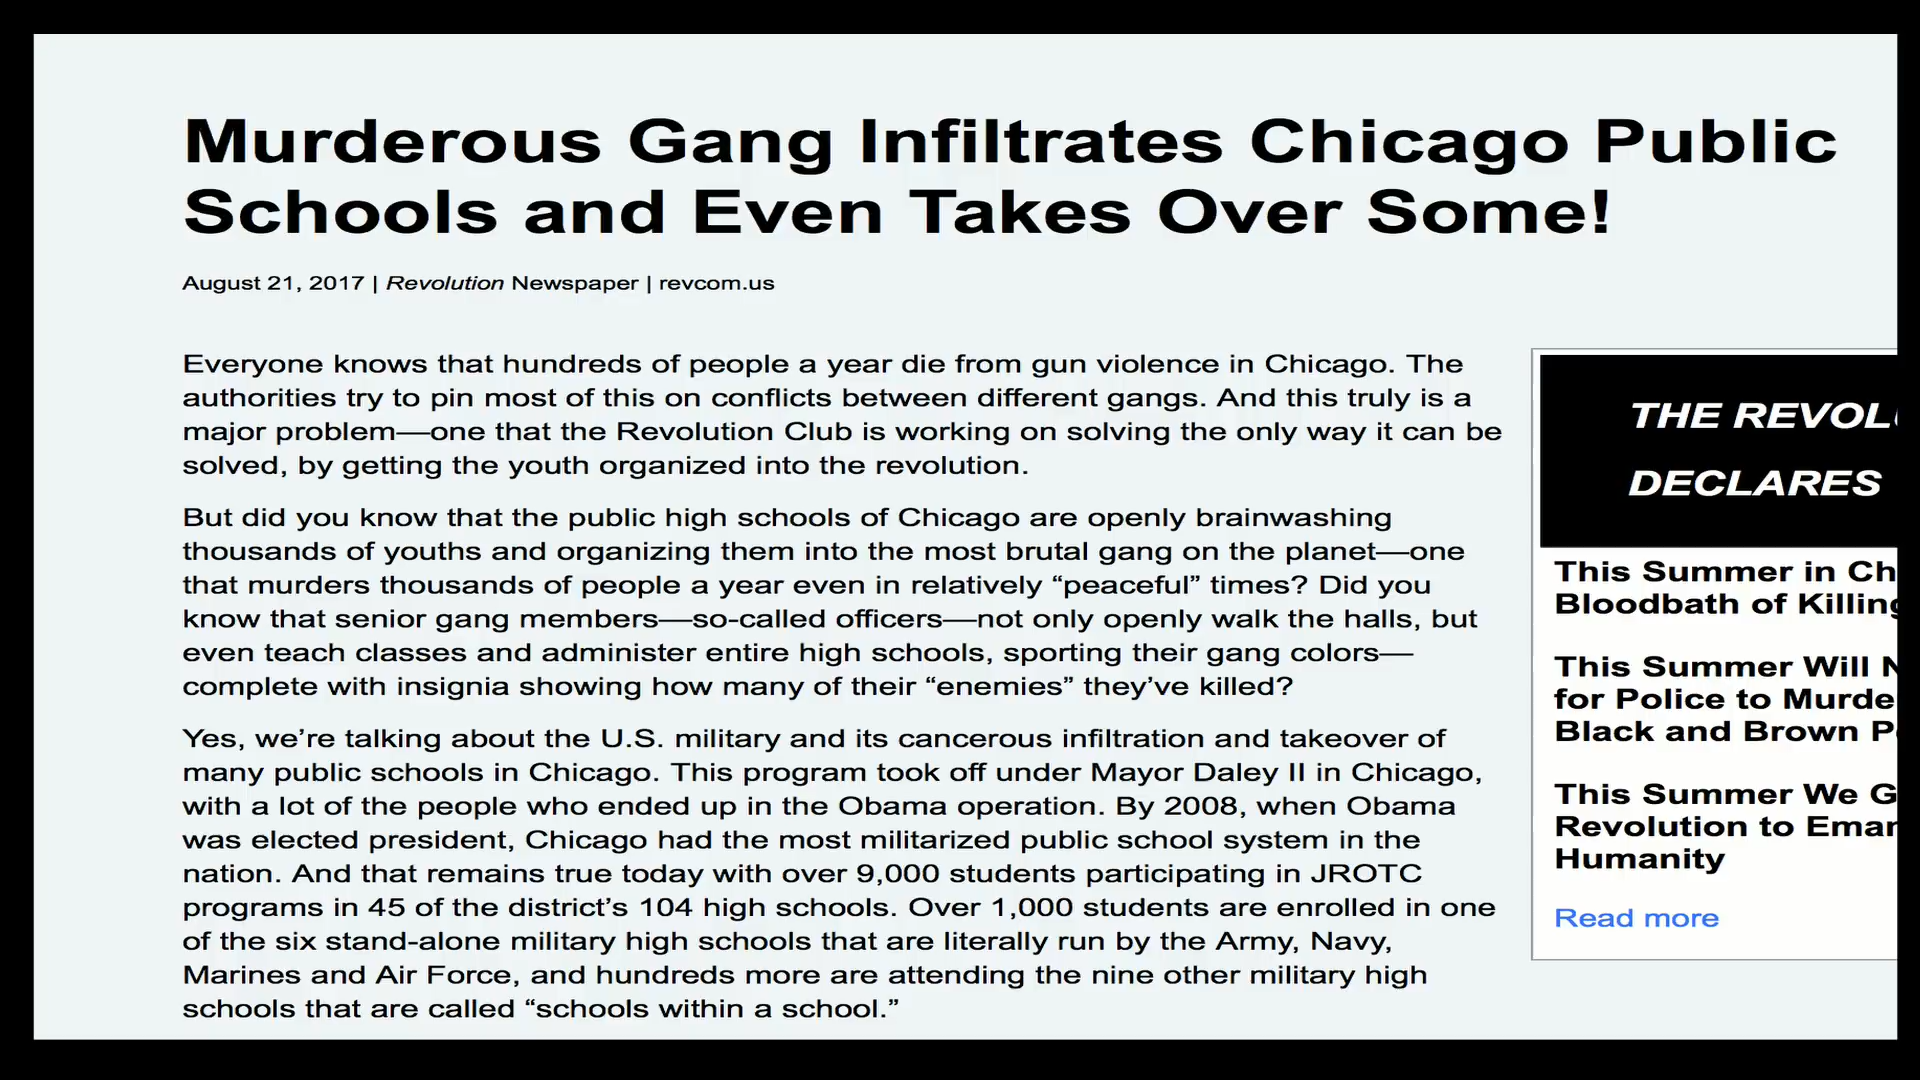 Murderous Gang Infiltrates Chicago Public
Schools and Even Takes Over Some!
August 21, 2017 | Revolution Newspaper | revcom.us
Everyone knows that hundreds of people a year die from gun violence in Chicago. The
authorities try to pin most of this on conflicts between different gangs. And this truly is a
major problem—one that the Revolution Club is working on solving the only way it can be
solved, by getting the youth organized into the revolution.
But did you know that the public high schools of Chicago are openly brainwashing
thousands of youths and organizing them into the most brutal gang on the planet—one
that murders thousands of people a year even in relatively “peaceful” times? Did you
know that senior gang members—so-called officers—not only openly walk the halls, but
even teach classes and administer entire high schools, sporting their gang colors—
complete with insignia showing how many of their “enemies” they’ve killed?
Yes, we’re talking about the U.S. military and its cancerous infiltration and takeover of
many public schools in Chicago. This program took off under Mayor Daley II in Chicago,
with a lot of the people who ended up in the Obama operation. By 2008, when Obama
was elected president, Chicago had the most militarized public school system in the
nation. And that remains true today with over 9,000 students participating in JROTC
programs in 45 of the district’s 104 high schools. Over 1,000 students are enrolled in one
of the six stand-alone military high schools that are literally run by the Army, Navy,
Marines and Air Force, and hundreds more are attending the nine other military high
schools that are called “schools within a school.”
THE REVOL
DECLARES
This Summer in Ch
Bloodbath of Killing
This Summer Will N
for Police to Murde
Black and Brown P
This Summer We G
Revolution to Eman
Humanity
Read more